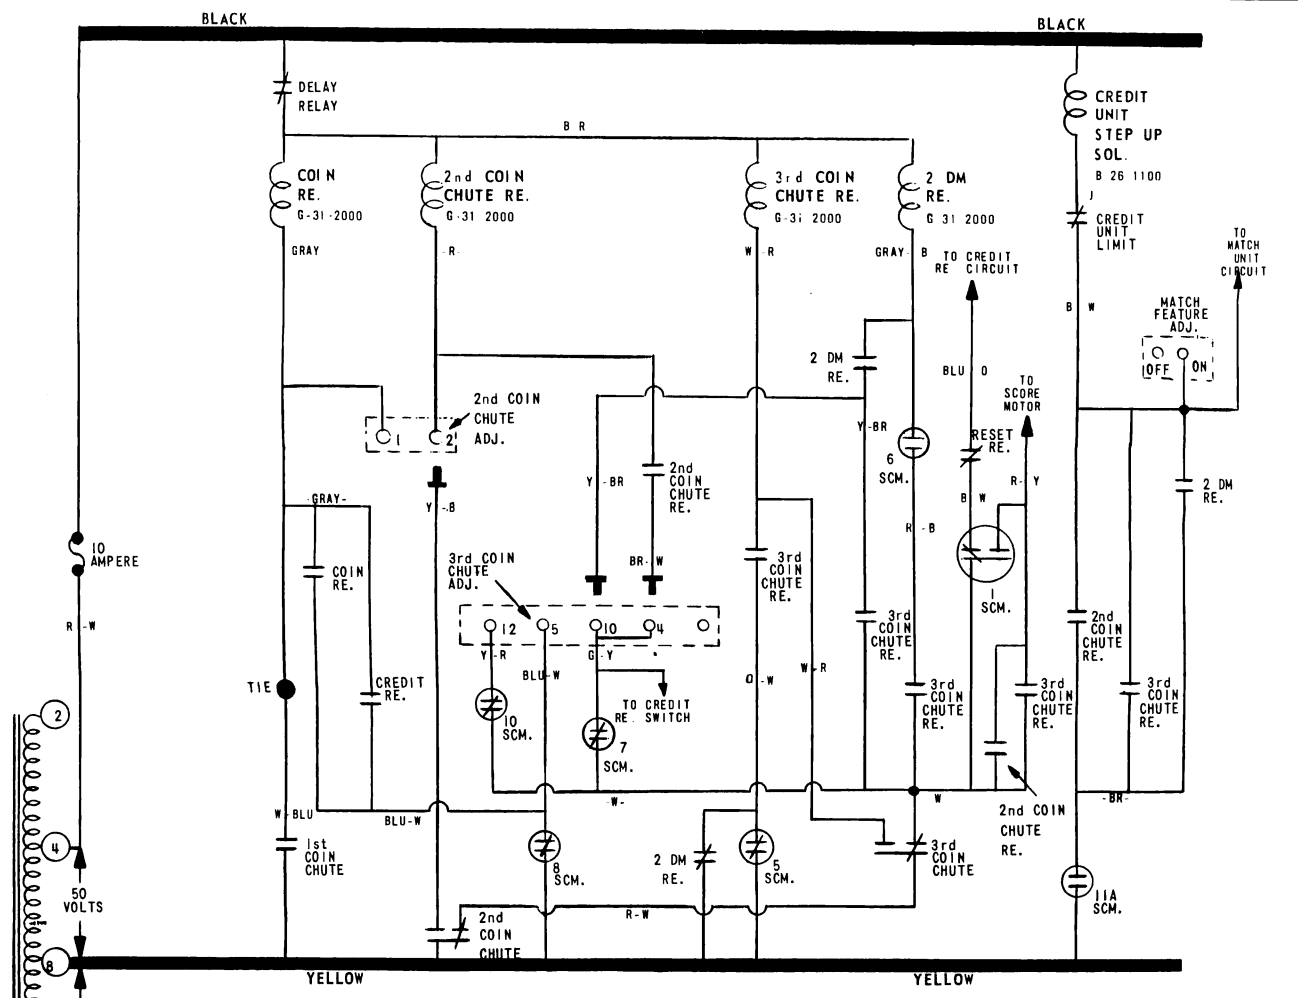 BLACK
BLACK
DELAY
RELAY
B R
COIN
RE.
G-31-2000
2nd COIN
CHUTE RE.
G-31 2000
3rd COIN
CHUTE RE.
G-31 2000
2 DM
RE.
G 31 2000
CREDIT
UNIT
STEP UP
SOL.
B 26 1100
J
CREDIT
UNIT
LIMIT
TO
MATCH
UNIT
CIRCUIT
GRAY
-R-
W-R
GRAY- B
TO CREDIT
RE CIRCUIT
B W
MATCH
FEATURE
ADJ.
OFF
ON
2 DM
RE.
BLU O
TO
SCORE
MOTOR
2nd COIN
CHUTE
ADJ.
1
2
Y-BR
6
SCM.
RESET
RE.
R- Y
2 DM
RE.
2nd
COIN
CHUTE
RE.
Y -BR
B W
-GRAY-
Y -.B
R -B
10
AMPERE
COIN
RE.
3rd COIN
CHUTE
ADJ.
BR-W
3rd
COIN
CHUTE
RE.
1
SCM.
R -W
12
5
10
4
3rd
COIN
CHUTE
RE.
2nd
COIN
CHUTE
RE.
Y-R
BLU-W
G-Y
O -W
W-R
TIE
CREDIT
RE.
10
SCM.
TO CREDIT
RE. SWITCH
7
SCM.
3rd
COIN
CHUTE
RE.
3rd
COIN
CHUTE
RE.
3rd
COIN
CHUTE
RE.
2
-W-
W
-BR-
W-BLU
BLU-W
2nd COIN
CHUTE
RE.
4
1st
COIN
CHUTE
8
SCM.
2 DM
RE.
5
SCM.
3rd
COIN
CHUTE
50
VOLTS
11A
SCM.
R-W
2nd
COIN
CHUTE
8
YELLOW
YELLOW